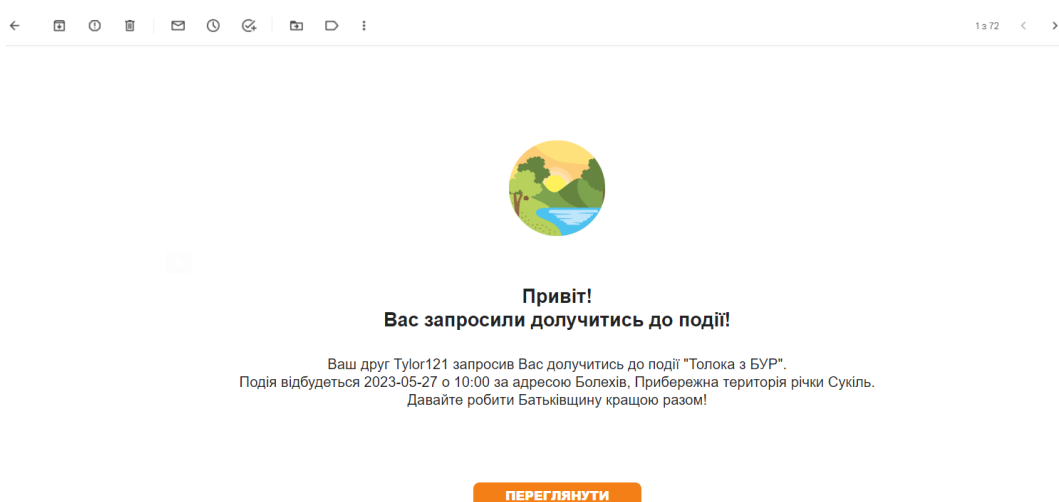 1 з 72
Привіт!
Вас запросили долучитись до події!
Ваш друг Tylor121 запросив Вас долучитись до події "Толока з БУР".
Подія відбудеться 2023-05-27 о 10:00 за адресою Болехів, Прибережна територія річки Сукіль.
Давайте робити Батьківщину кращою разом!
ПЕРЕГЛЯНУТИ